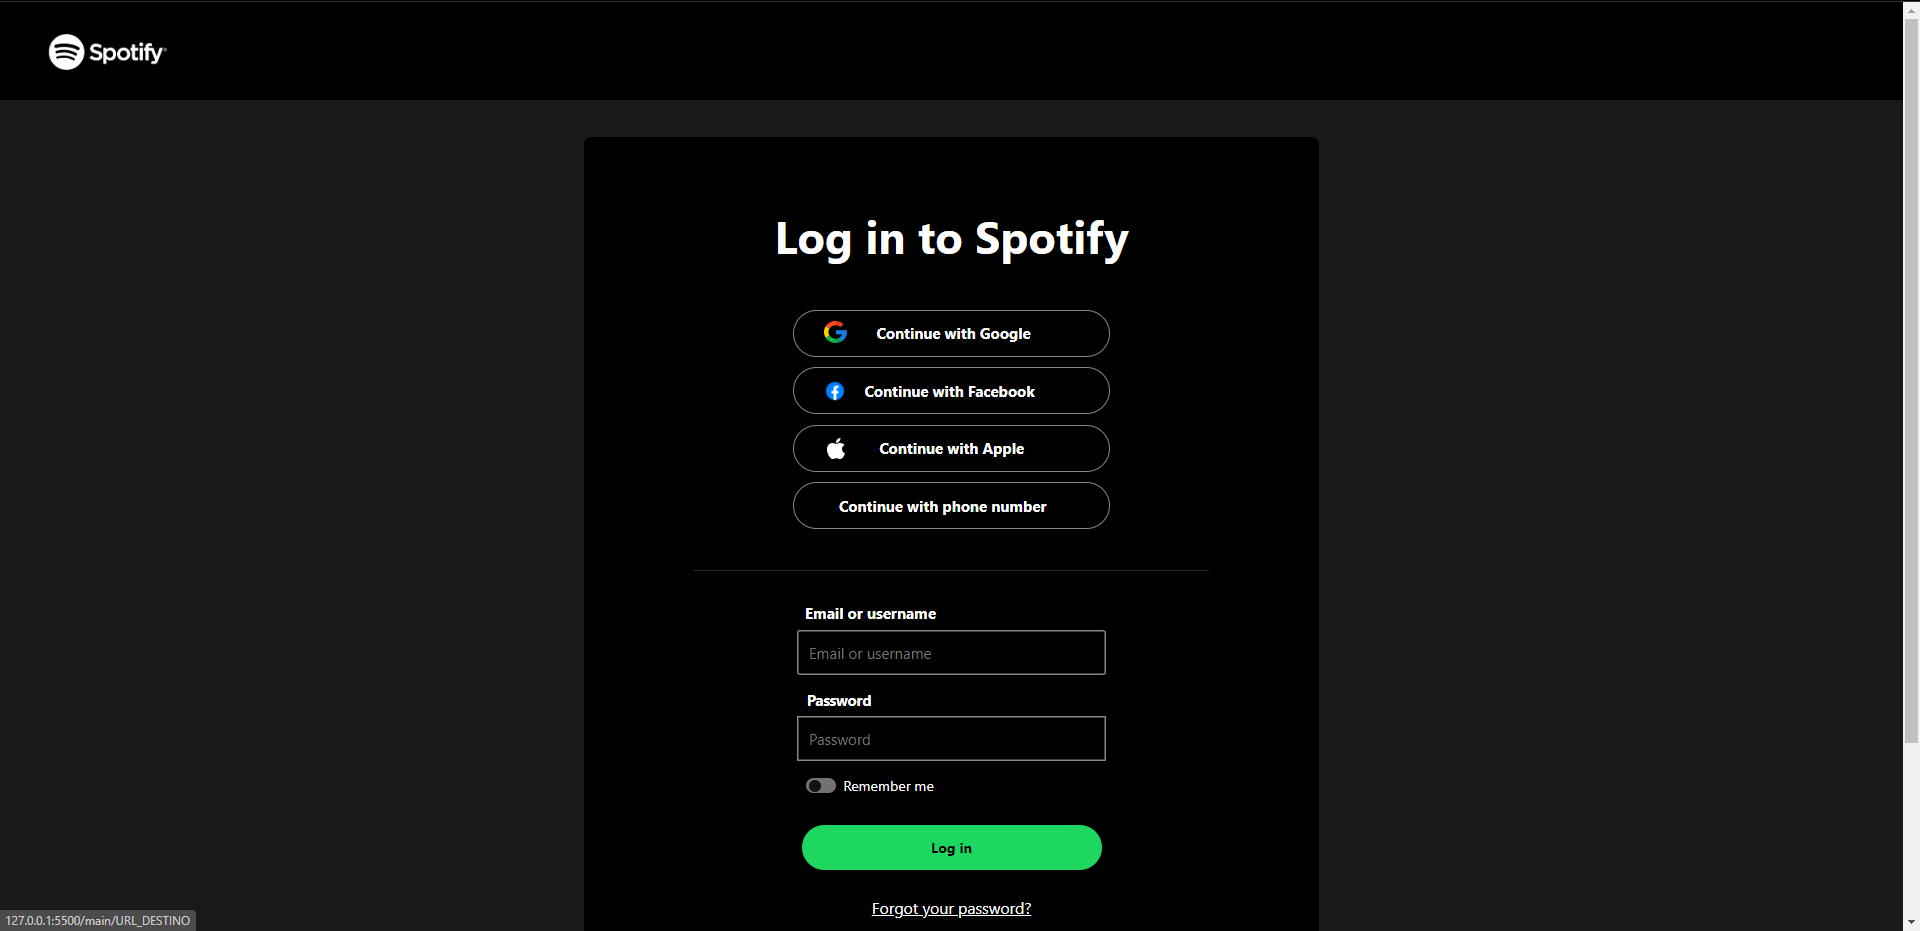 Spotify
Log in to Spotify
Continue with Google
Continue with Facebook
Continue with Apple
Continue with phone number
Email or username
Email or username
Password
Password
Remember me
Log in
Forgot your password?
127.0.0.1:5500/main/URL_DESTINO